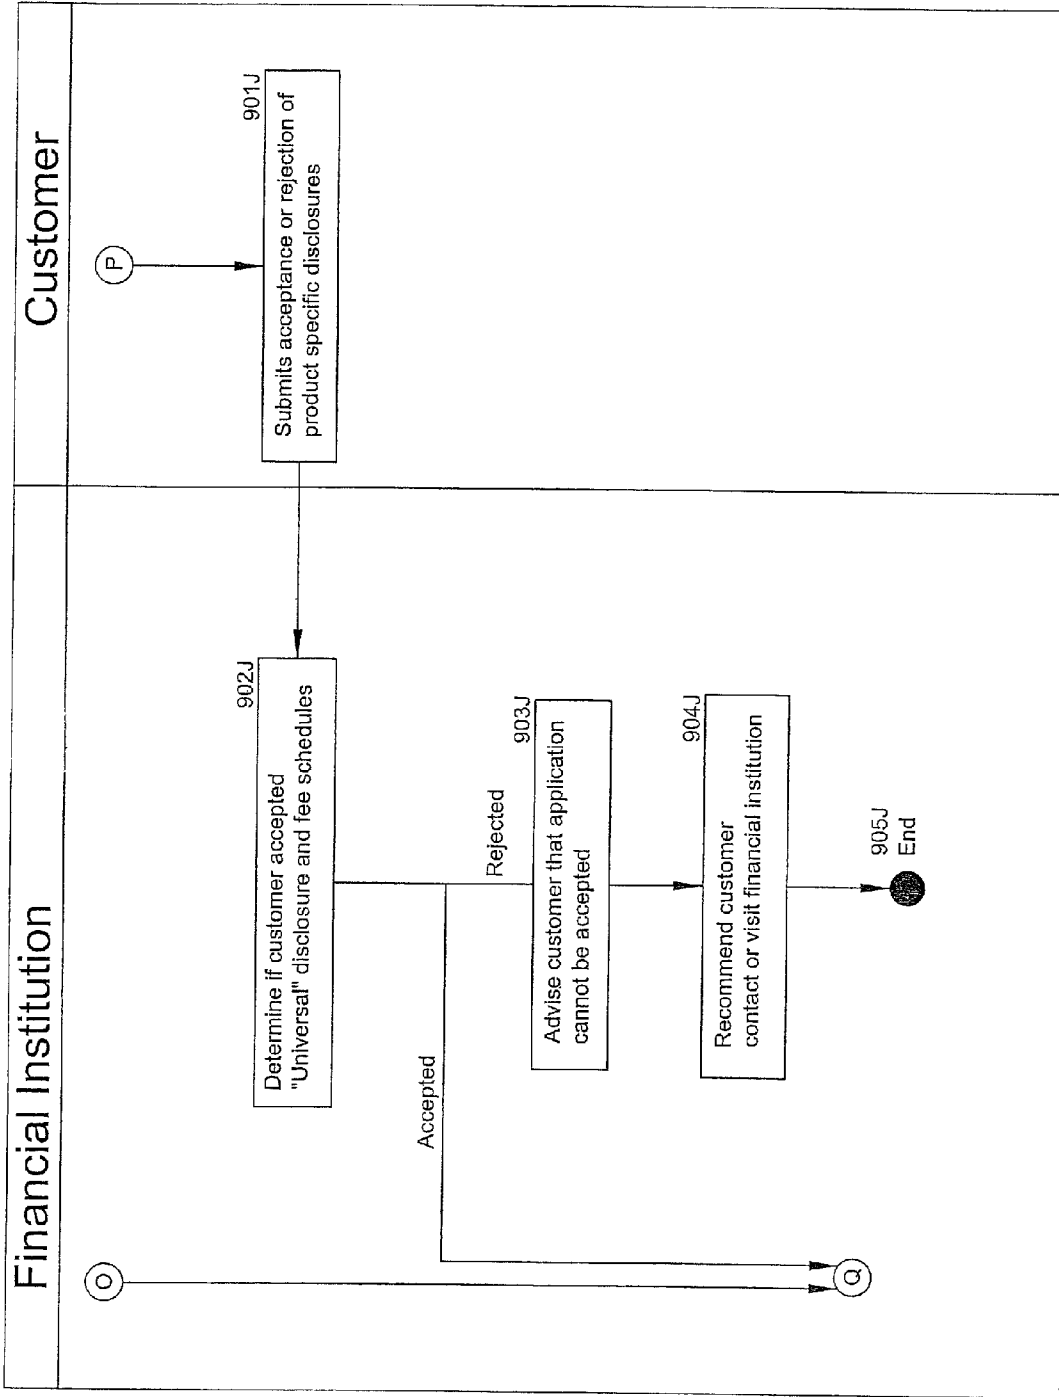 Financial Institution
Customer
O
P
901J
Submits acceptance or rejection of
product specific disclosures
902J
Determine if customer accepted
"Universal" disclosure and fee schedules
Accepted
Rejected
903J
Advise customer that application
cannot be accepted
904J
Recommend customer
contact or visit financial institution
905J
End
Q